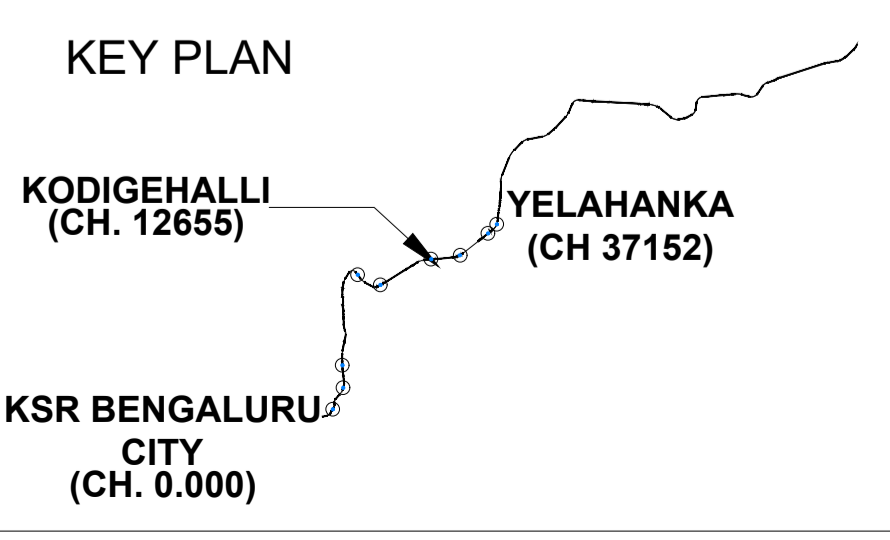 KEY PLAN
KODIGEHALLI
(CH. 12655)
YELAHANKA
(CH 37152)
KSR BENGALURU
CITY
(CH. 0.000)